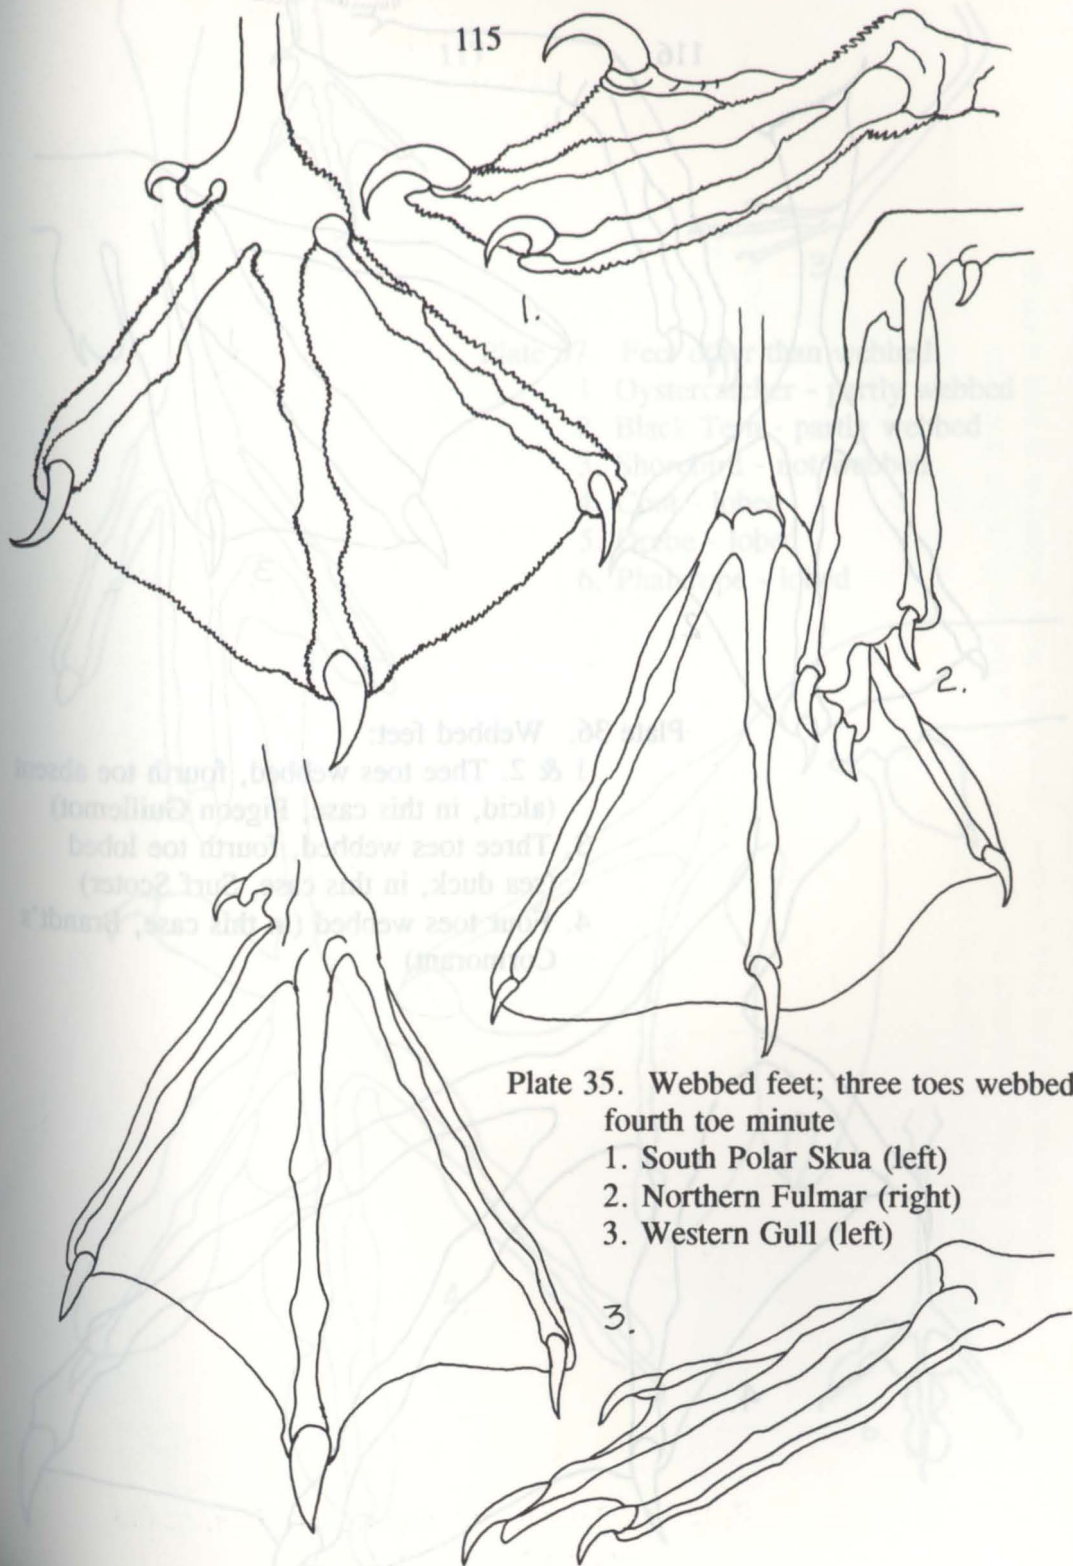 115
1.
2.
Plate 35. Webbed feet; three toes webbed
fourth toe minute
1. South Polar Skua (left)
2. Northern Fulmar (right)
3. Western Gull (left)
3.